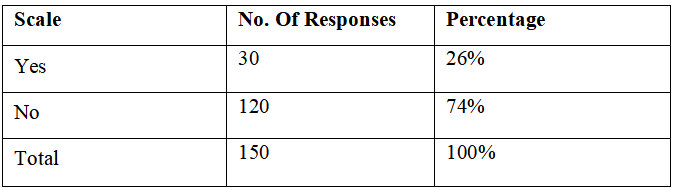 Scale No. Of Responses Percentage
Yes 30 26%
No 120 74%
Total 150 100%